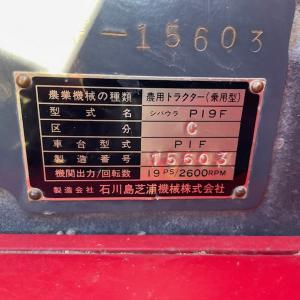 -15603
農業機械の種類 農用トラクター(乗用型)
型式名 シバウラ P19F
区分 C
車台型式 P1F
製造番号 15603
機関出力/回転数 19PS/2600RPM
製造会社 石川島芝浦機械株式会社